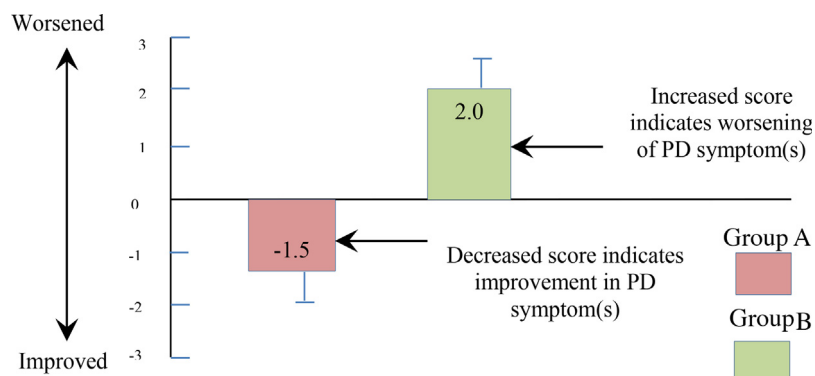 Worsened
3
2
1
0
-1
-2
-3
Improved
2.0
-1.5
Increased score
indicates worsening
of PD symptom(s)
Decreased score indicates
improvement in PD
symptom(s)
Group A
Group B